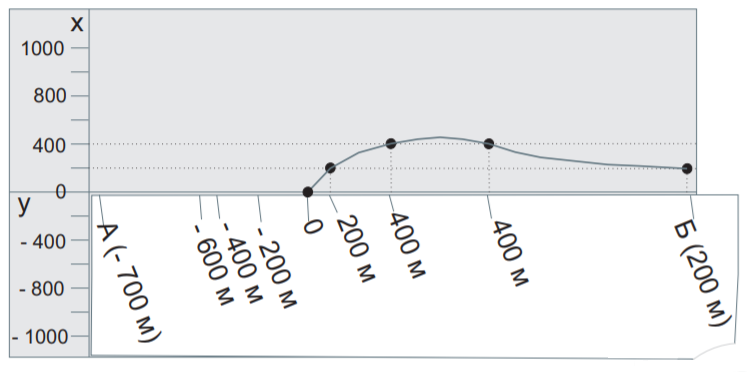 x
1000
800
400
0
y
- 400
- 800
- 1000
А (- 700 м)
- 600 м
- 400 м
- 200 м
0
200 м
400 м
400 м
Б (200 м)